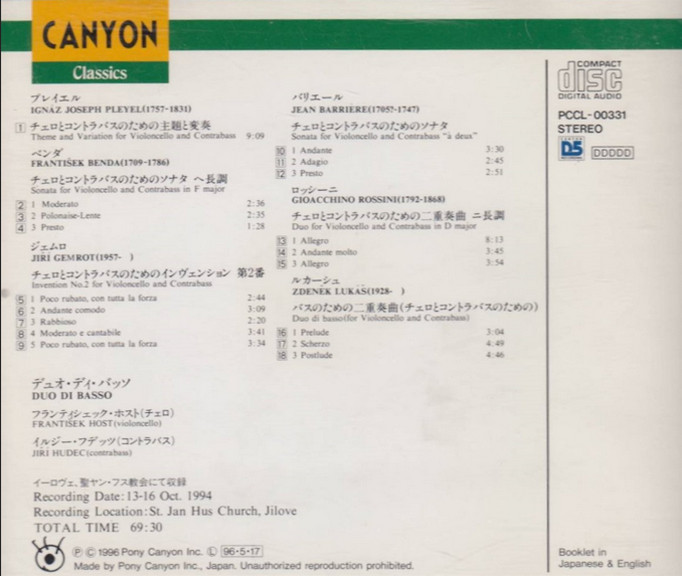 CANYON
Classics
プレイエル
IGNAZ JOSEPH PLEYEL(1757-1831)
1 チェロとコントラバスのための主題と変奏
Theme and Variation for Violoncello and Contrabass 9:09
ベンダ
FRANTIŠEK BENDA(1709-1786)
チェロとコントラバスのためのソナタ ヘ長調
Sonata for Violoncello and Contrabass in F major
2 1 Moderato 2:36
3 2 Polonaise-Lente 2:35
4 3 Presto 1:28
ジェムロ
JIŘÍ GEMROT(1957- )
チェロとコントラバスのためのインヴェンション 第2番
Invention No.2 for Violoncello and Contrabass
5 1 Poco rubato, con tutta la forza 2:44
6 2 Andante comodo 3:09
7 3 Rabbioso 2:20
8 4 Moderato e cantabile 3:41
9 5 Poco rubato, con tutta la forza 3:34
デュオ・ディ・バッソ
DUO DI BASSO
フランティシェック・ホスト(チェロ)
FRANTIŠEK HOST(violoncello)
イルジー・フデッツ(コントラバス)
JIŘÍ HUDEC(contrabass)
イーロヴェ、聖ヤン・フス教会にて収録
Recording Date:13-16 Oct. 1994
Recording Location:St. Jan Hus Church, Jilove
TOTAL TIME 69:30
Ⓟ Ⓒ 1996 Pony Canyon Inc. Ⓛ 96・5・17
Made by Pony Canyon Inc., Japan. Unauthorized reproduction prohibited.
バリエール
JEAN BARRIERE(1705?-1747)
チェロとコントラバスのためのソナタ
Sonata for Violoncello and Contrabass "à deux"
10 1 Andante 3:30
11 2 Adagio 2:45
12 3 Presto 2:51
ロッシーニ
GIOACCHINO ROSSINI(1792-1868)
チェロとコントラバスのための二重奏曲 ニ長調
Duo for Violoncello and Contrabass in D major
13 1 Allegro 8:13
14 2 Andante molto 3:45
15 3 Allegro 3:54
ルカーシュ
ZDENEK LUKÁŠ(1928- )
バスのための二重奏曲(チェロとコントラバスのための)
Duo di basso(for Violoncello and Contrabass)
16 1 Prelude 3:04
17 2 Scherzo 4:49
18 3 Postlude 4:46
COMPACT
disc
DIGITAL AUDIO
PCCL-00331
STEREO
D5 DDDDD
Booklet in
Japanese & English